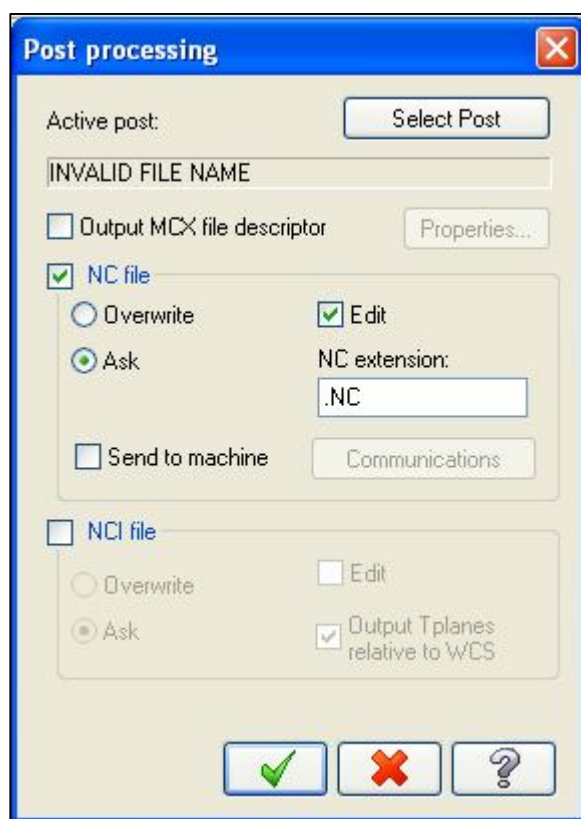 Post processing
Active post:
Select Post
INVALID FILE NAME
Output MCX file descriptor
Properties...
NC file
Overwrite
Edit
Ask
NC extension:
.NC
Send to machine
Communications
NCI file
Overwrite
Edit
Ask
Output Tplanes
relative to WCS